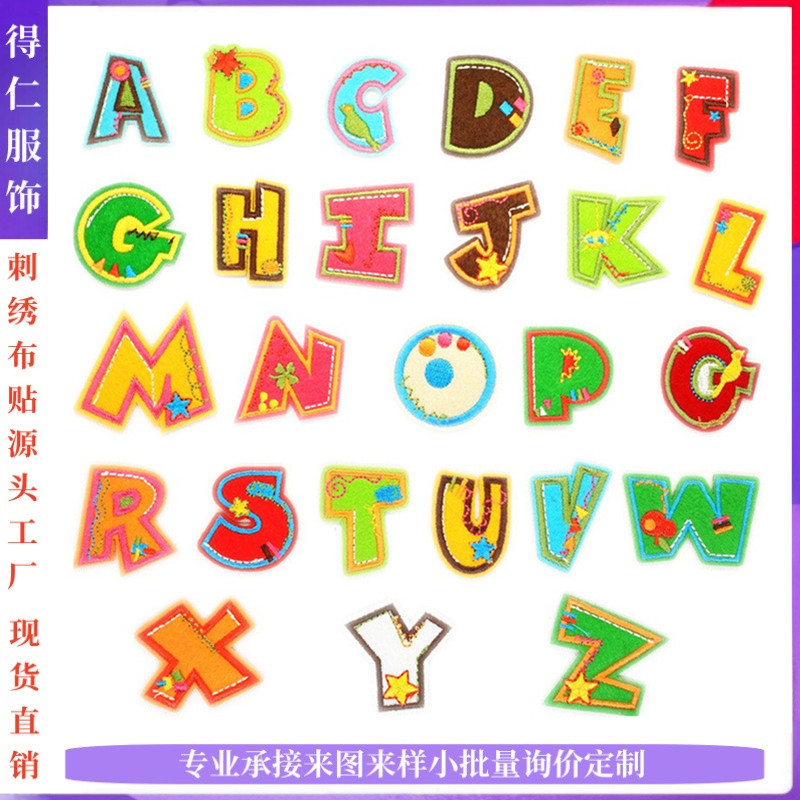 得仁服饰
刺绣布贴源头工厂 现货直销
A B C D E F
G H I J K L
M N O P Q
R S T U V W
X Y Z
专业承接来图来样小批量询价定制